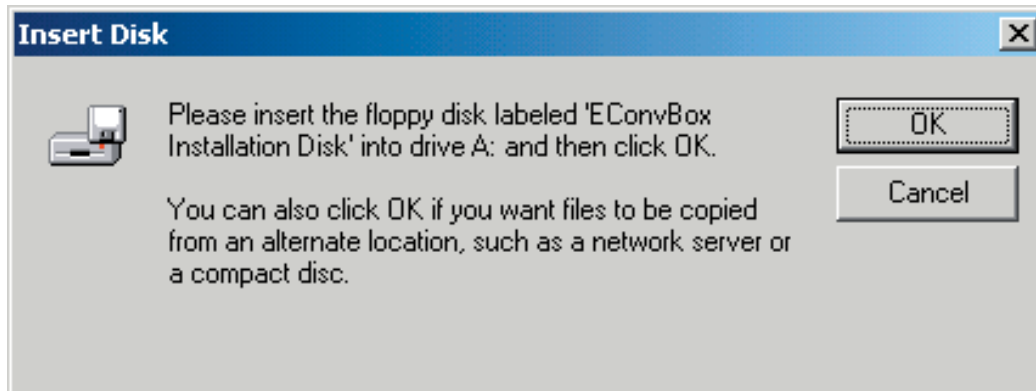 Insert Disk
Please insert the floppy disk labeled 'EConvBox
Installation Disk' into drive A: and then click OK.
You can also click OK if you want files to be copied
from an alternate location, such as a network server or
a compact disc.
OK
Cancel